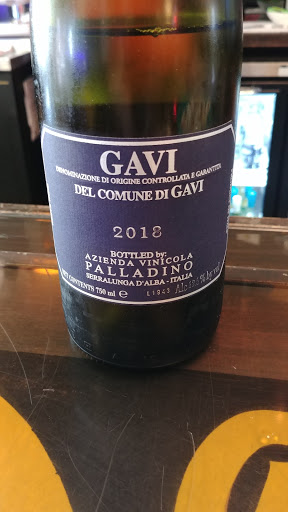 GAVI
DENOMINAZIONE DI ORIGINE CONTROLLATA E GARANTITA
DEL COMUNE DI GAVI
2018
BOTTLED by:
AZIENDA VINICOLA
PALLADINO
SERRALUNGA D'ALBA - ITALIA
CONTENTS 750 ml e